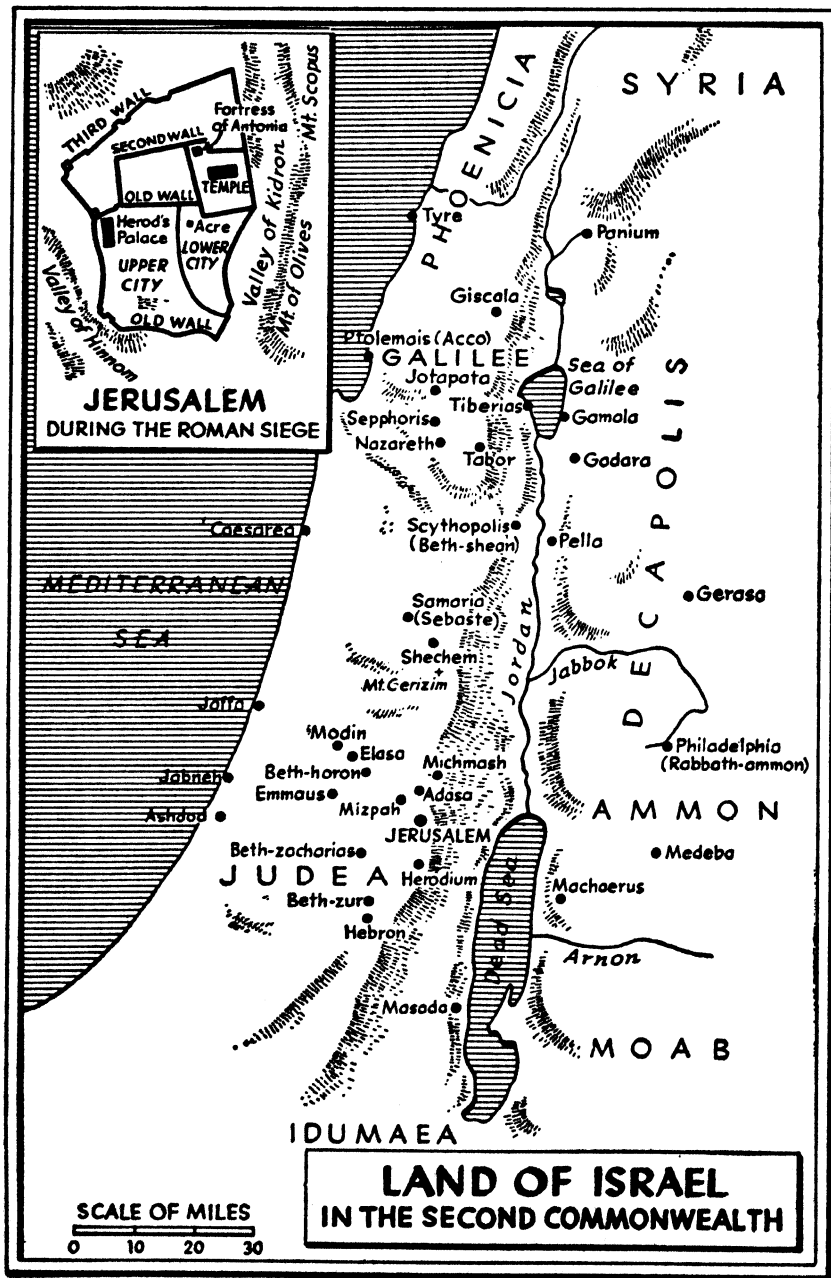 THIRD WALL
SECOND WALL
Fortress
of Antonia
Mt. Scopus
OLD WALL
TEMPLE
Herod's
Palace
Acre
LOWER
CITY
UPPER
CITY
OLD WALL
Valley of Kidron
Mt. of Olives
Valley of Hinnom
JERUSALEM
DURING THE ROMAN SIEGE
SYRIA
PHOENICIA
Tyre
Panium
Giscala
Ptolemais (Acco)
GALILEE
Jotapata
Sea of
Galilee
Tiberias
Gamala
Sepphoris
Nazareth
Tabor
Gadara
DECAPOLIS
Caesarea
Scythopolis
(Beth-shean)
Pella
MEDITERRANEAN
SEA
Gerasa
Samaria
(Sebaste)
Shechem
Mt. Gerizim
Jordan
Jabbok
Jaffa
Modin
Elasa
Philadelphia
(Rabbath-ammon)
Jabneh
Beth-horon
Michmash
Emmaus
Mizpah
Adasa
AMMON
Ashdod
JERUSALEM
Beth-zacharias
Medeba
JUDEA
Herodium
Machaerus
Beth-zur
Hebron
Dead Sea
Arnon
Masada
MOAB
IDUMAEA
LAND OF ISRAEL
IN THE SECOND COMMONWEALTH
SCALE OF MILES
0 10 20 30